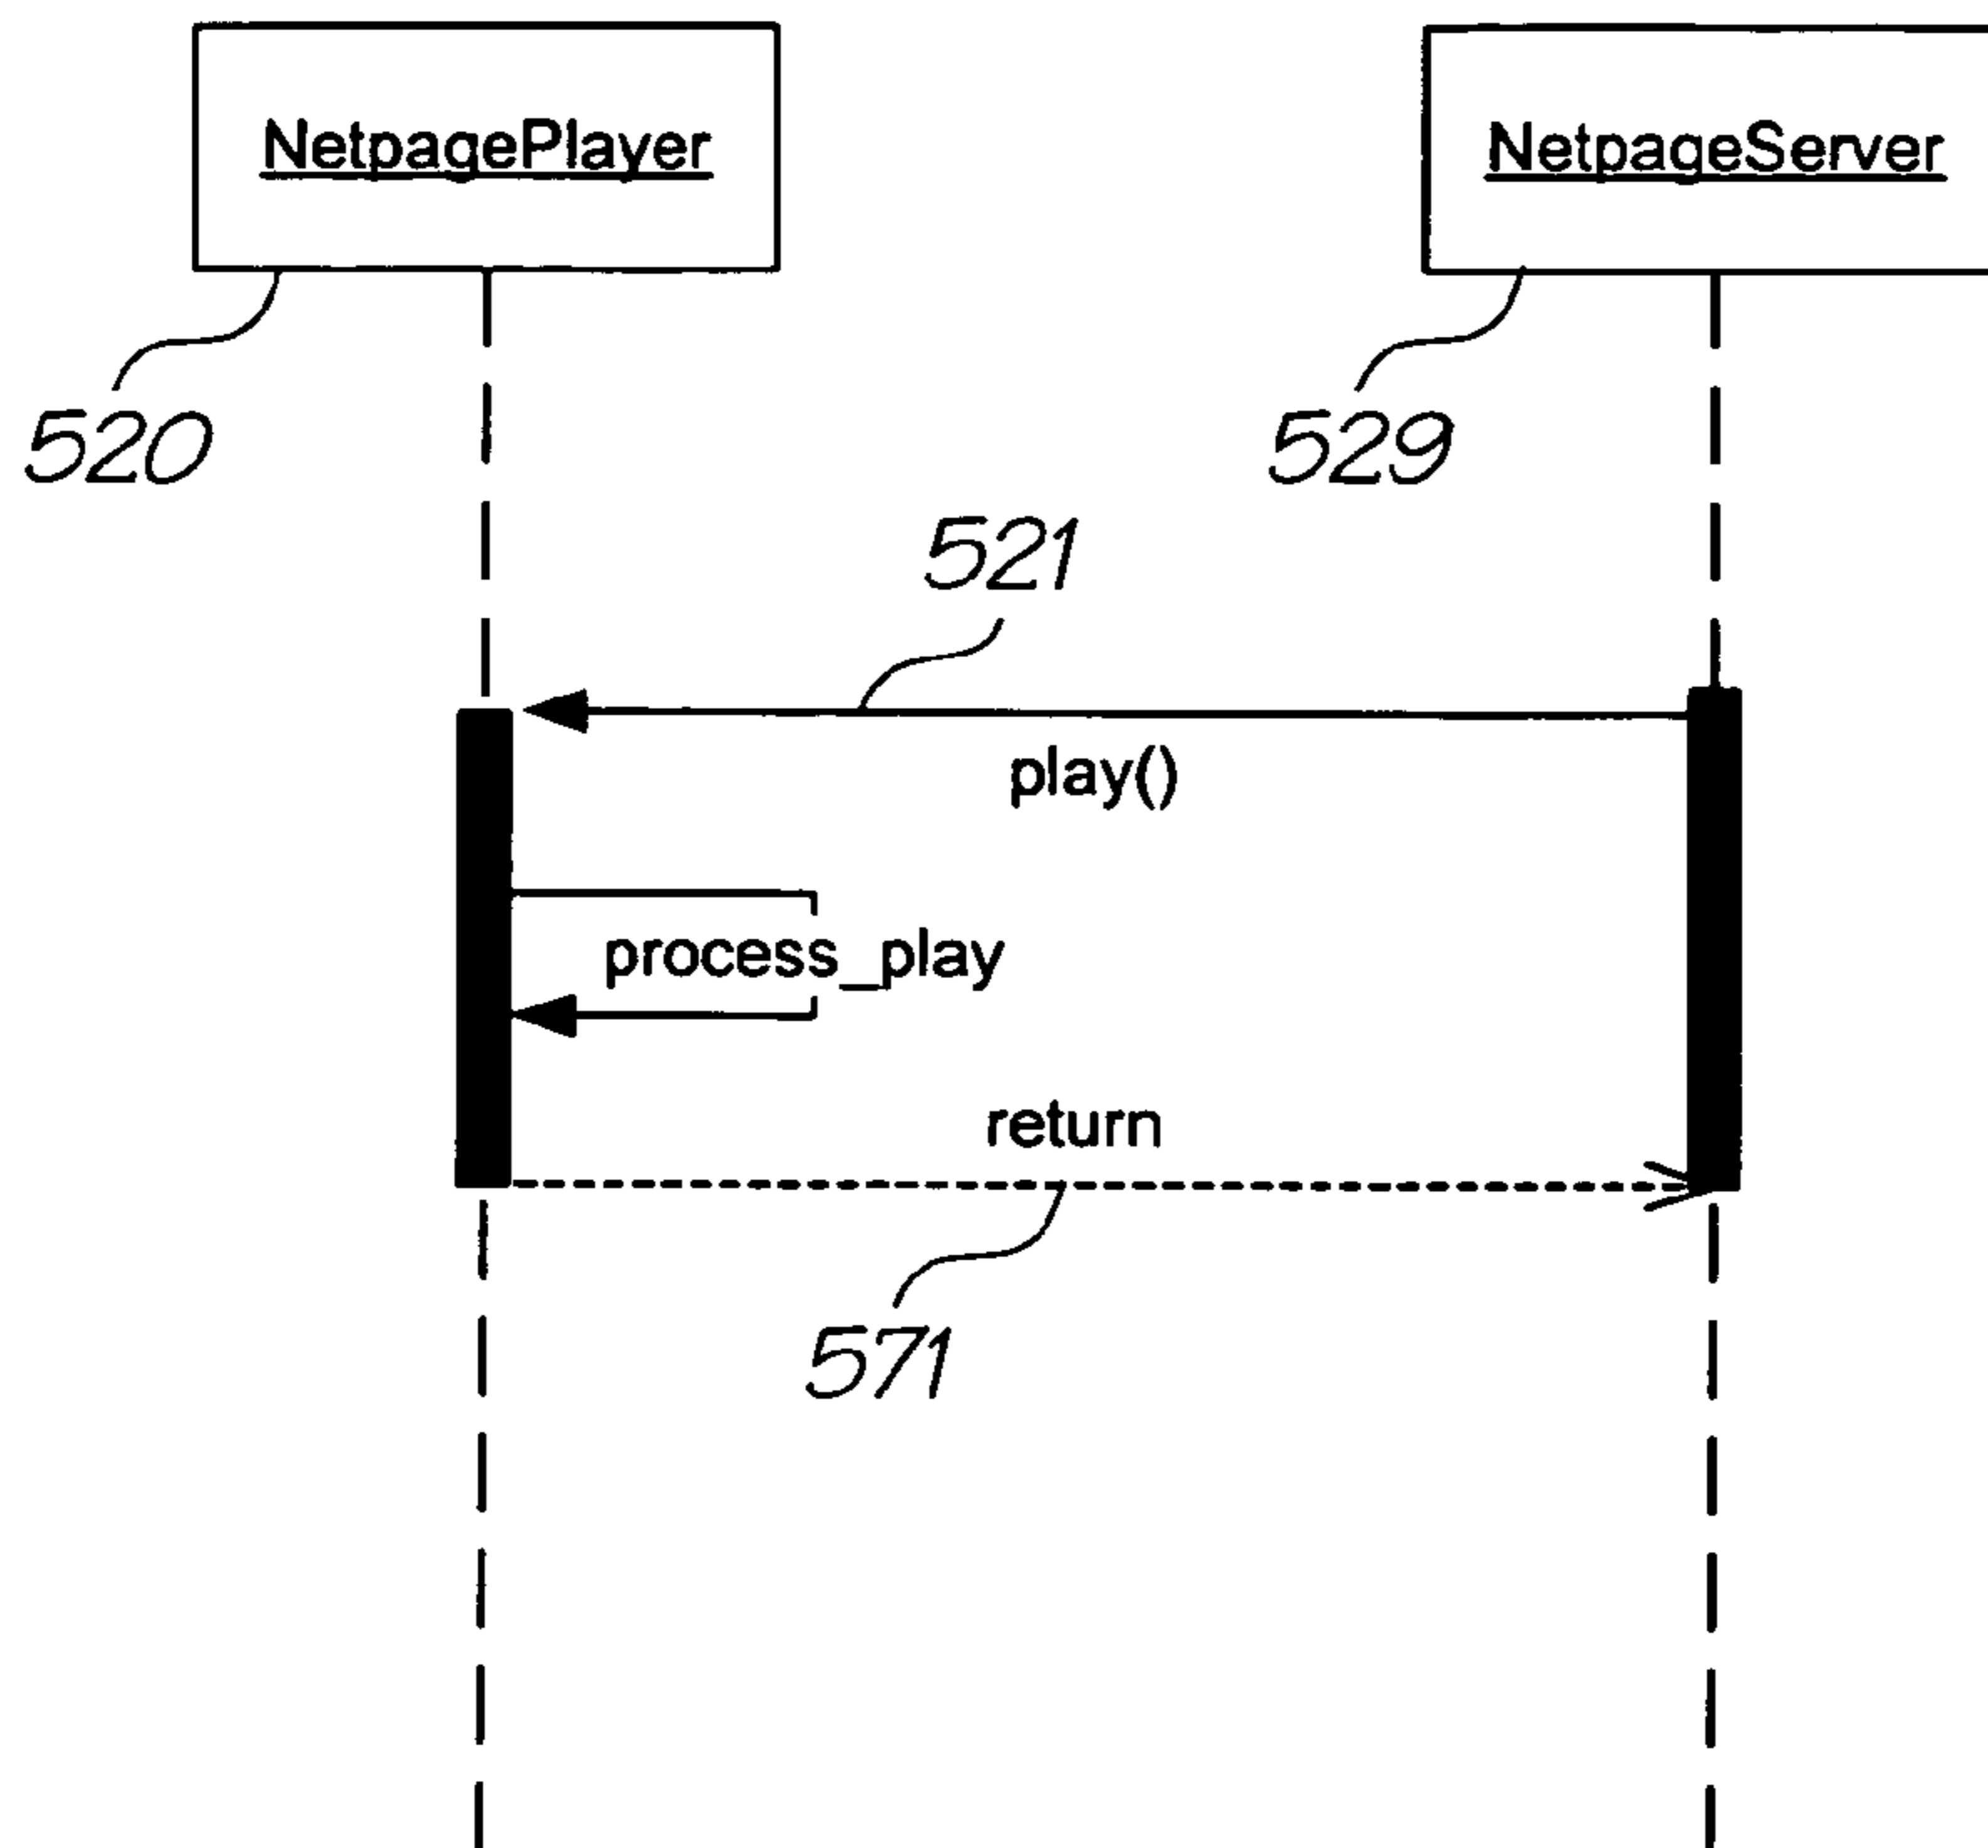 NetpagePlayer
NetpageServer
520
529
521
play()
process_play
return
571